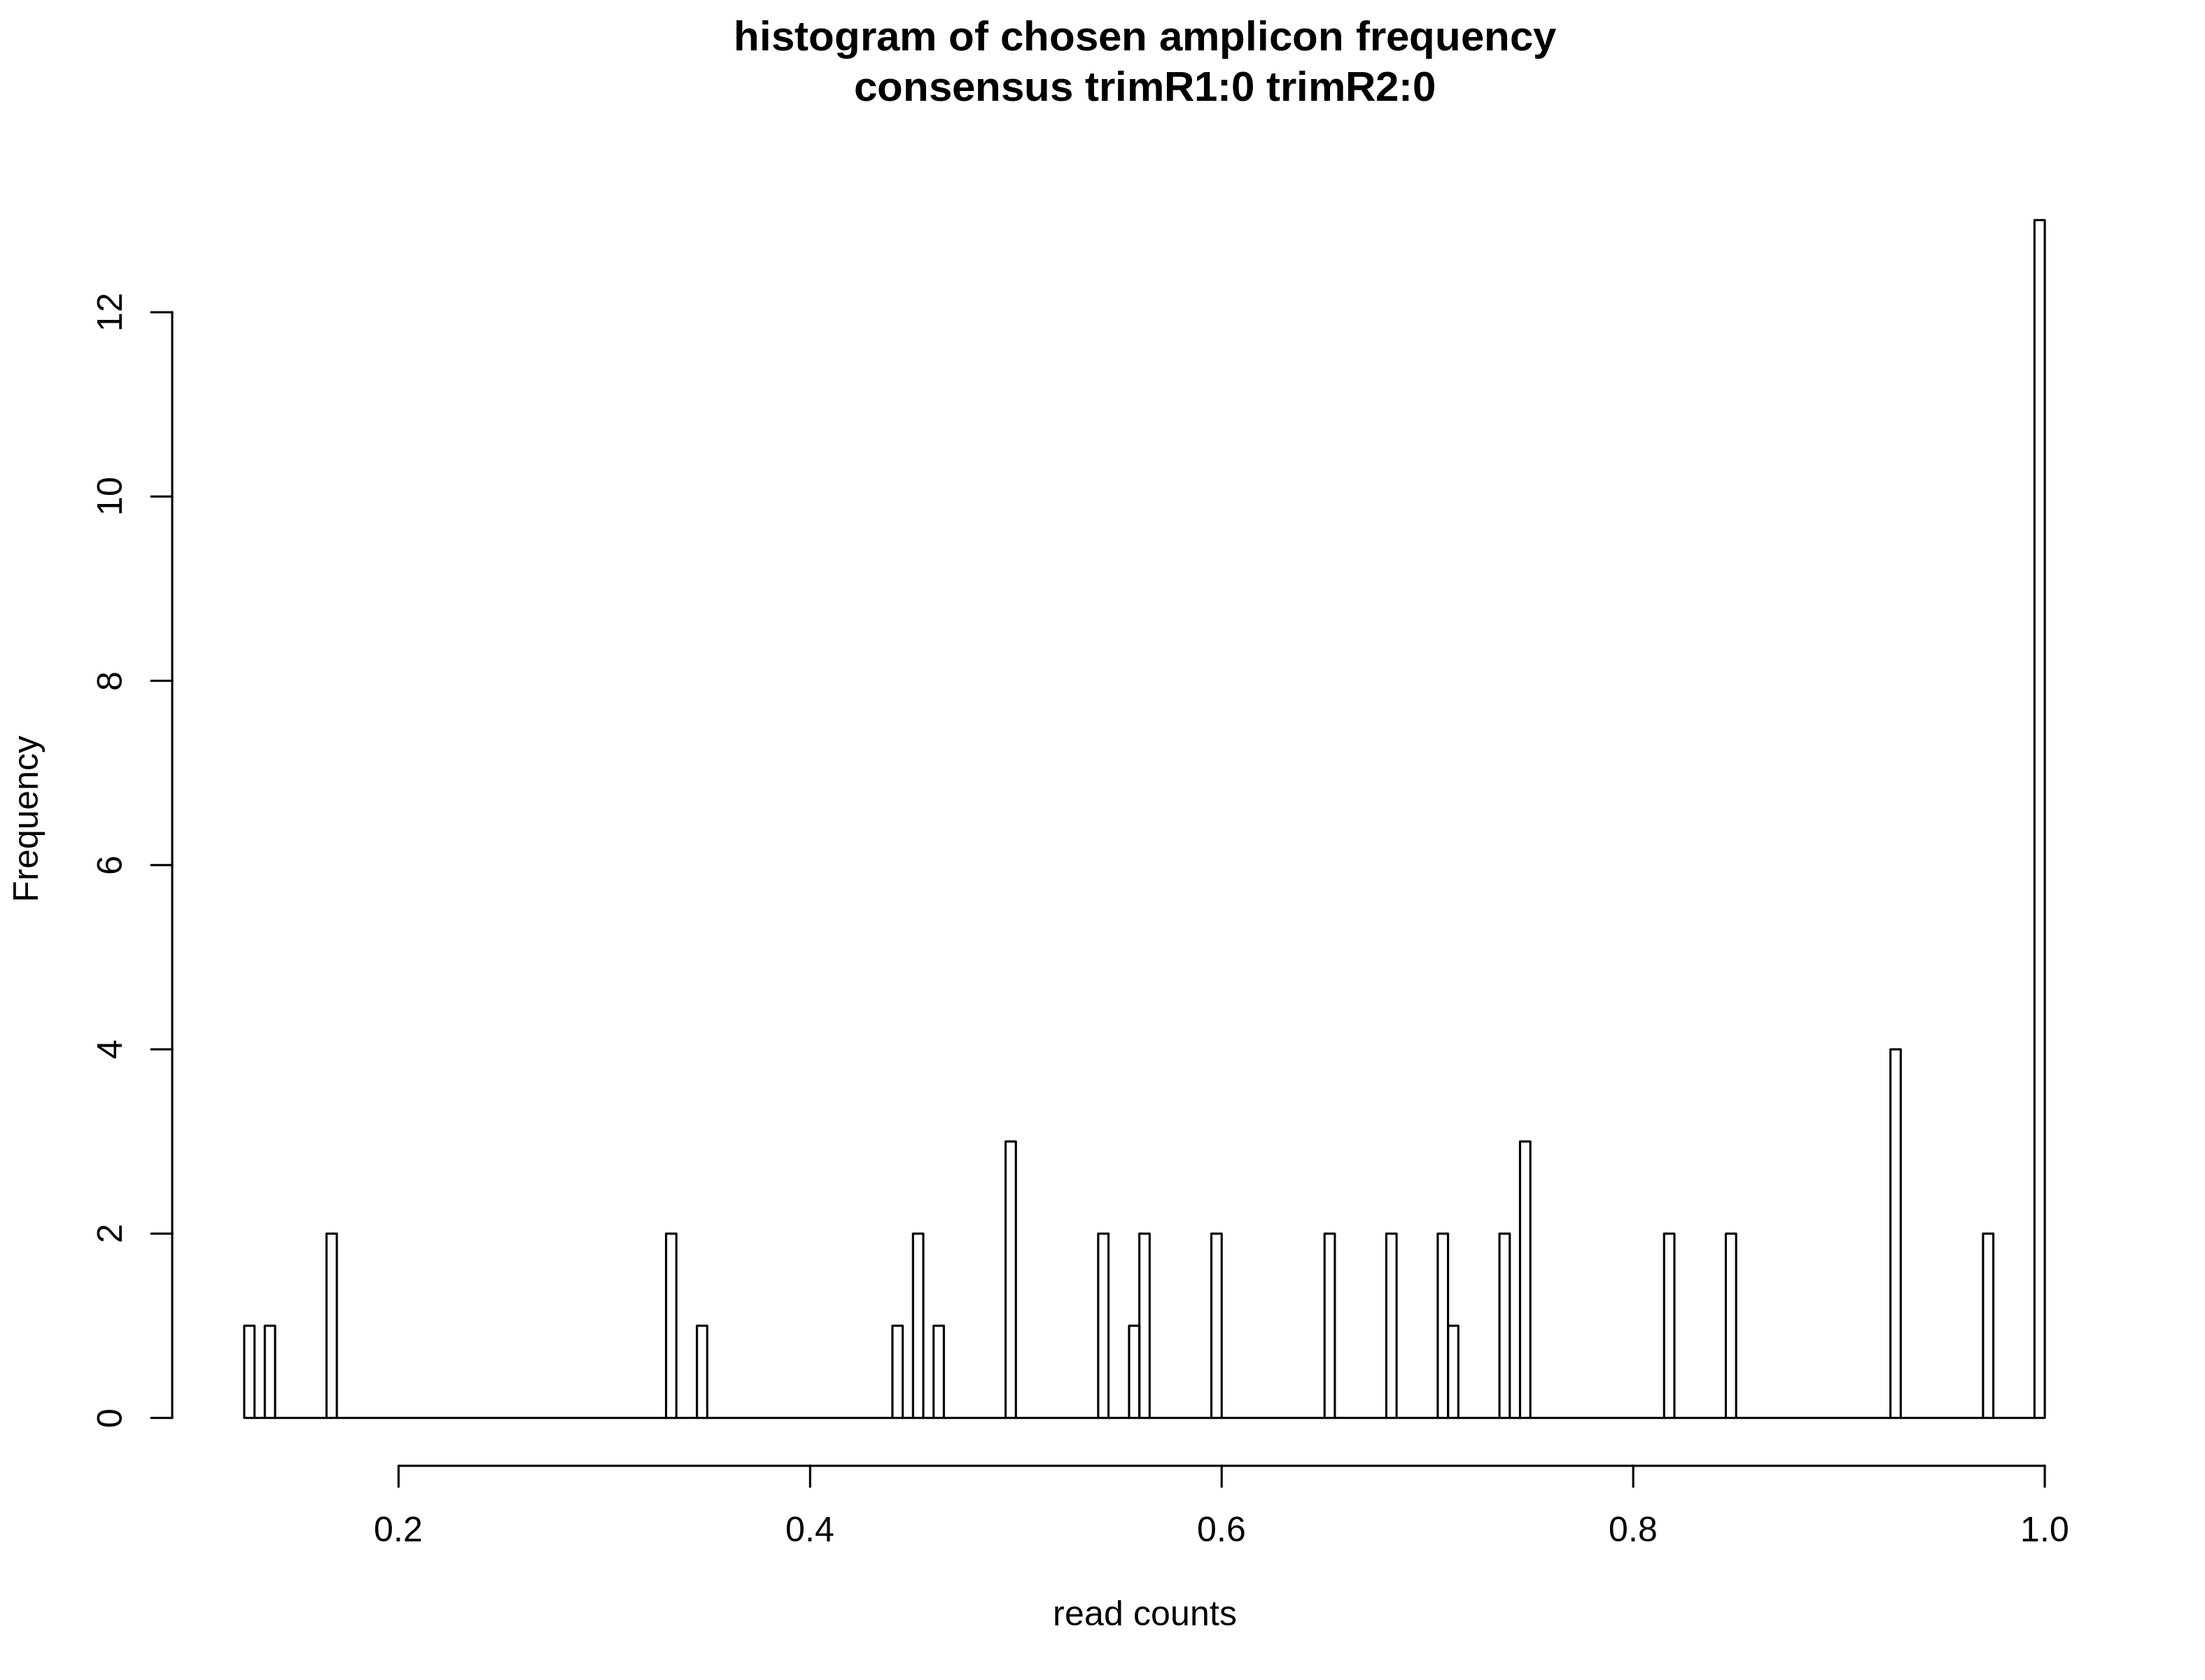 histogram of chosen amplicon frequency
consensus trimR1:0 trimR2:0
Frequency
12
10
8
6
4
2
0
0.2 0.4 0.6 0.8 1.0
read counts